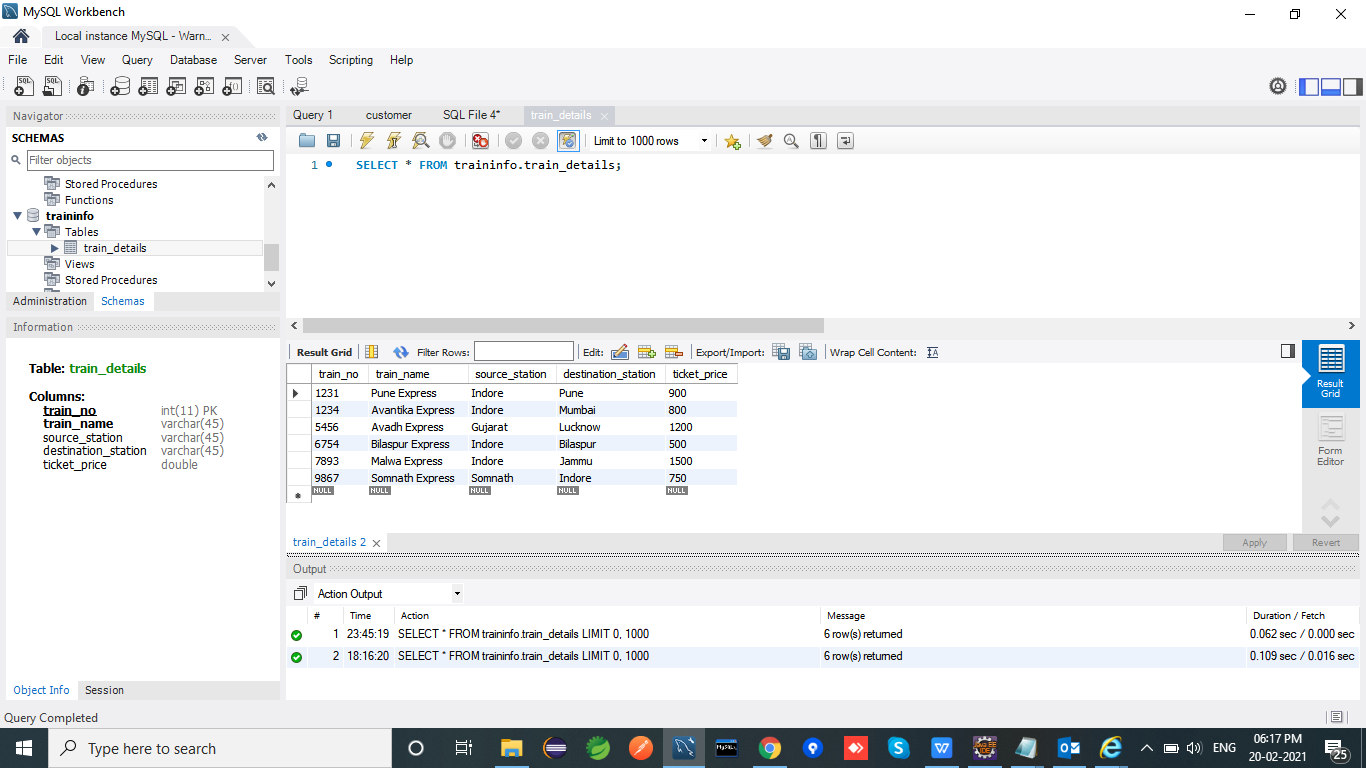 MySQL Workbench
Local instance MySQL - Warn...
File Edit View Query Database Server Tools Scripting Help
Navigator
SCHEMAS
Filter objects
Stored Procedures
Functions
traininfo
Tables
train_details
Views
Stored Procedures
Administration Schemas
Information
Table: train_details
Columns:
train_no int(11) PK
train_name varchar(45)
source_station varchar(45)
destination_station varchar(45)
ticket_price double
Object Info Session
Query 1 customer SQL File 4* train_details
Limit to 1000 rows
1 SELECT * FROM traininfo.train_details;
Result Grid Filter Rows: Edit: Export/Import: Wrap Cell Content:
train_no train_name source_station destination_station ticket_price
1231 Pune Express Indore Pune 900
1234 Avantika Express Indore Mumbai 800
5456 Avadh Express Gujarat Lucknow 1200
6754 Bilaspur Express Indore Bilaspur 500
7893 Malwa Express Indore Jammu 1500
9867 Somnath Express Somnath Indore 750
NULL NULL NULL NULL NULL
Result
Grid
Form
Editor
train_details 2
Apply Revert
Output
Action Output
# Time Action Message Duration / Fetch
1 23:45:19 SELECT * FROM traininfo.train_details LIMIT 0, 1000 6 row(s) returned 0.062 sec / 0.000 sec
2 18:16:20 SELECT * FROM traininfo.train_details LIMIT 0, 1000 6 row(s) returned 0.109 sec / 0.016 sec
Query Completed
Type here to search
ENG
06:17 PM
20-02-2021
25